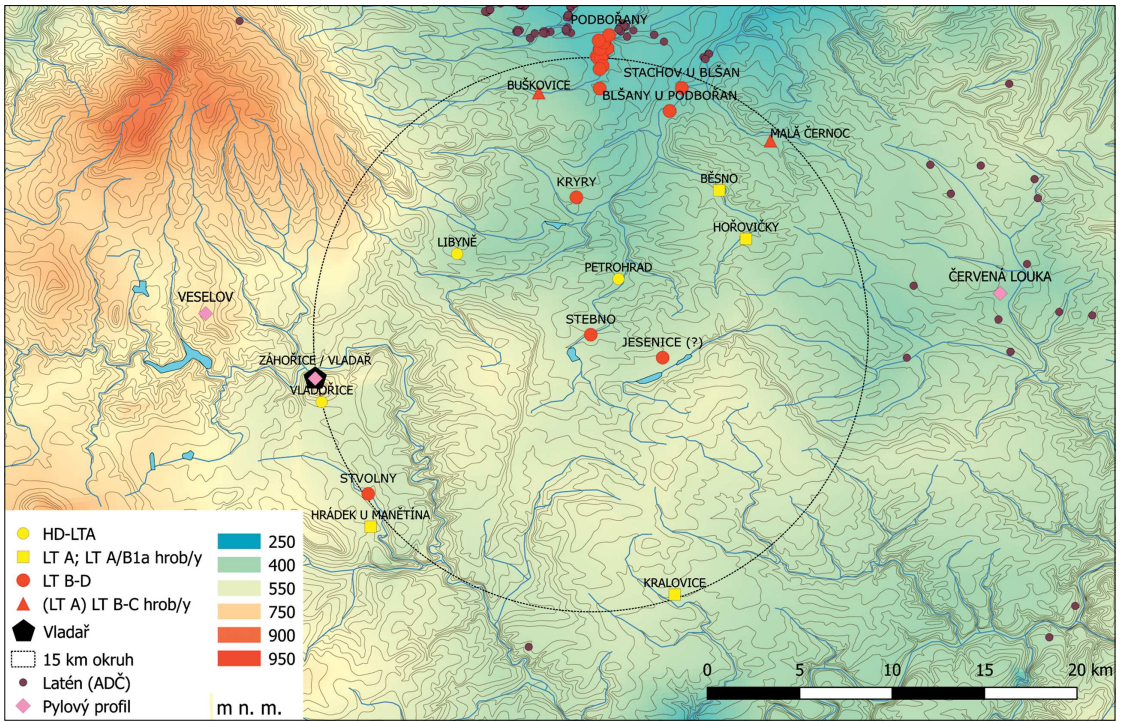 PODBOŘANY
STACHOV U BLŠAN
BUŠKOVICE
BLŠANY U PODBOŘAN
MALÁ ČERNOC
KRYRY
BĚSNO
HOŘOVIČKY
LIBYNĚ
PETROHRAD
ČERVENÁ LOUKA
VESELOV
STEBNO
JESENICE (?)
ZÁHOŘICE / VLADAŘ
VLADOŘICE
STVOLNY
HRÁDEK U MANĚTÍNA
KRALOVICE
HD-LTA
LT A; LT A/B1a hrob/y
LT B-D
(LT A) LT B-C hrob/y
Vladař
15 km okruh
Latén (ADČ)
Pylový profil
250
400
550
750
900
950
m n. m.
0 5 10 15 20 km